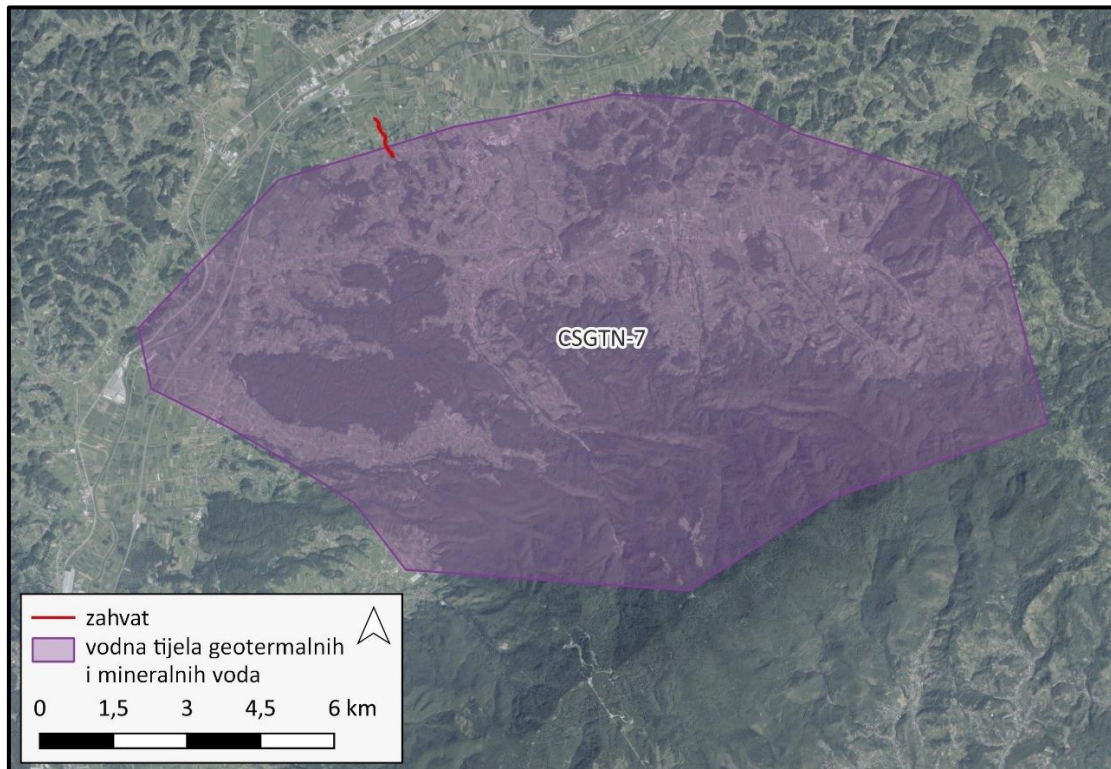 CSGTN-7
zahvat
vodna tijela geotermalnih
i mineralnih voda
0 1,5 3 4,5 6 km